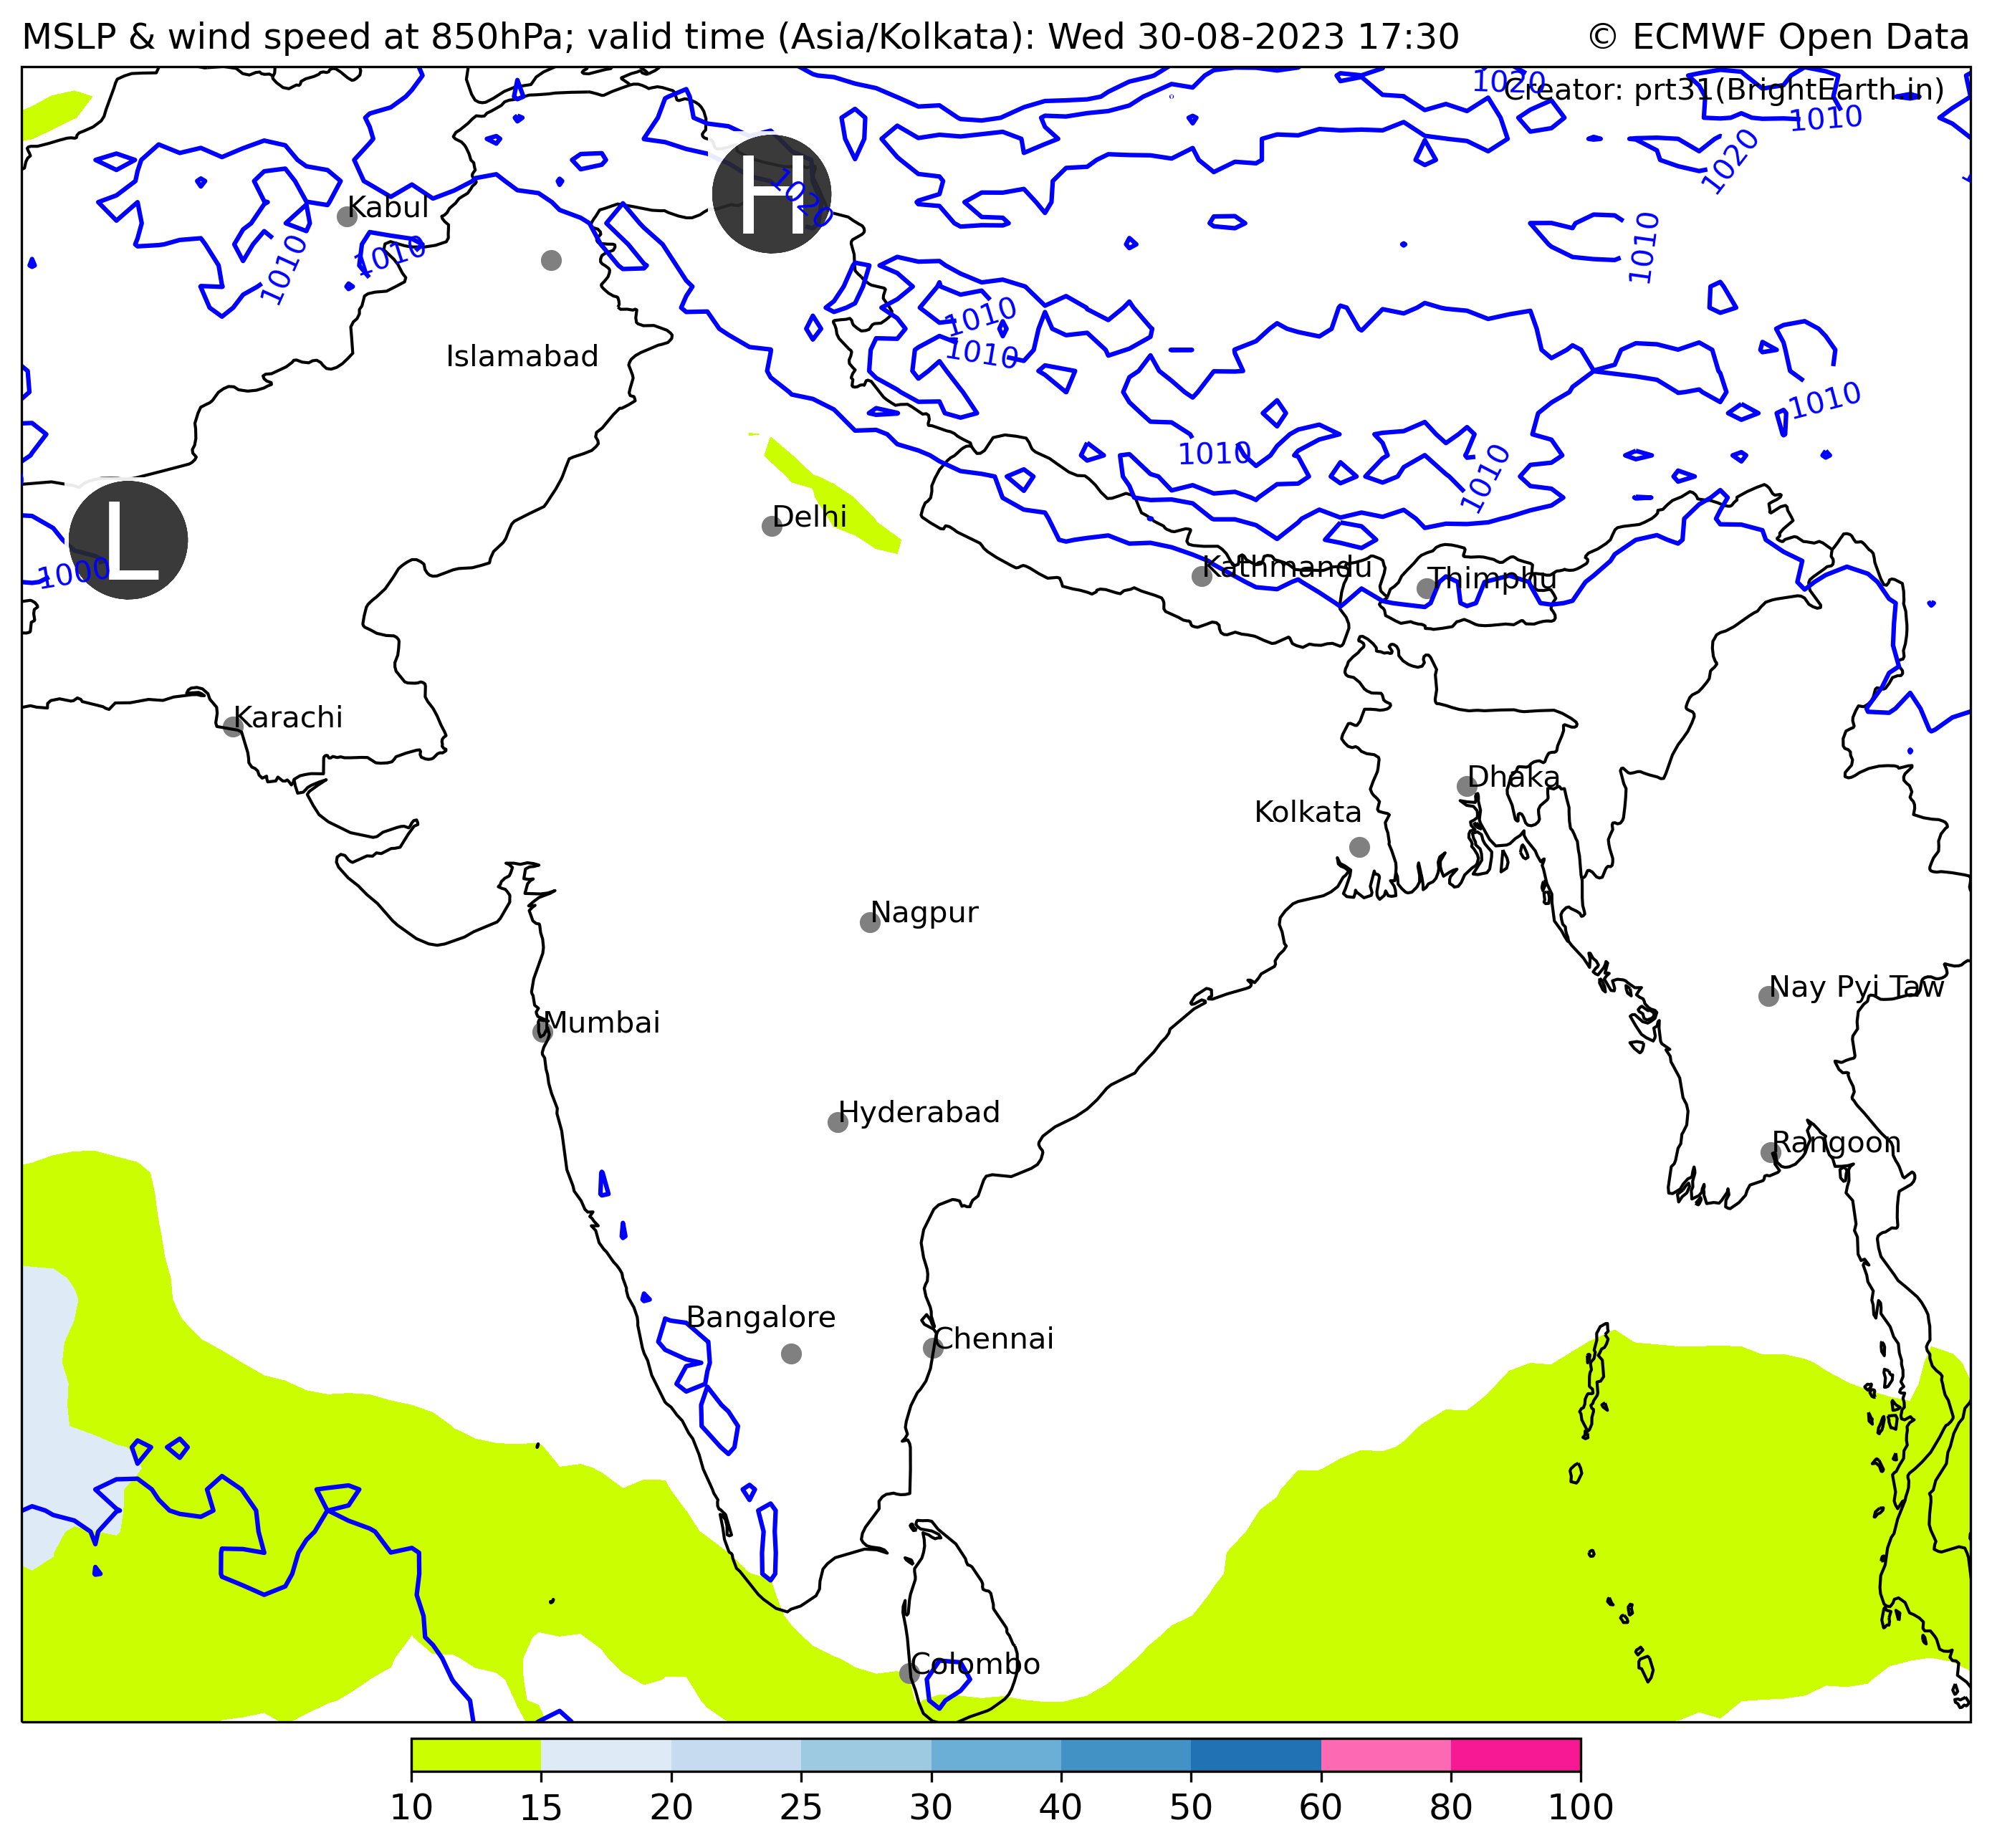 MSLP & wind speed at 850hPa; valid time (Asia/Kolkata): Wed 30-08-2023 17:30
© ECMWF Open Data
1020
Creator: prt31(BrightEarth.in)
1010
1020
H
1020
Kabul
1010
1010
1010
1010
Islamabad
1010
1010
1010
1010
Delhi
L
1000
Kathmandu
Thimphu
Karachi
Dhaka
Kolkata
Nagpur
Nay Pyi Taw
Mumbai
Hyderabad
Rangoon
Bangalore
Chennai
Colombo
10 15 20 25 30 40 50 60 80 100